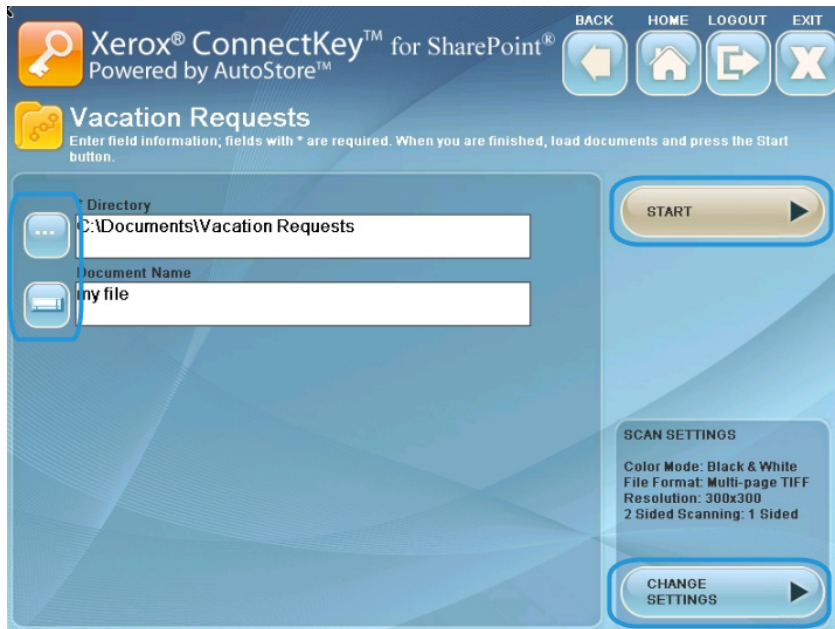 BACK HOME LOGOUT EXIT
Xerox® ConnectKey™ for SharePoint®
Powered by AutoStore™
Vacation Requests
Enter field information; fields with * are required. When you are finished, load documents and press the Start
button.
* Directory
C:\Documents\Vacation Requests
Document Name
my file
START
SCAN SETTINGS
Color Mode: Black & White
File Format: Multi-page TIFF
Resolution: 300x300
2 Sided Scanning: 1 Sided
CHANGE
SETTINGS